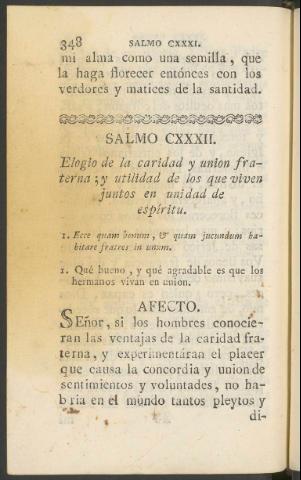 348 SALMO CXXXI.
mi alma como una semilla, que
la haga florecer entónces con los
verdores y matices de la santidad.
SALMO CXXXII.
Elogio de la caridad y union fra-
terna; y utilidad de los que viven
juntos en unidad de
espíritu.
1. Ecce quam bonum, & quam jucundum ha-
bitare fratres in unum.
1. Qué bueno, y qué agradable es que los
hermanos vivan en union.
AFECTO.
SEñor, si los hombres conocie-
ran las ventajas de la caridad fra-
terna, y experimentáran el placer
que causa la concordia y union de
sentimientos y voluntades, no ha-
bria en el mundo tantos pleytos y
di-